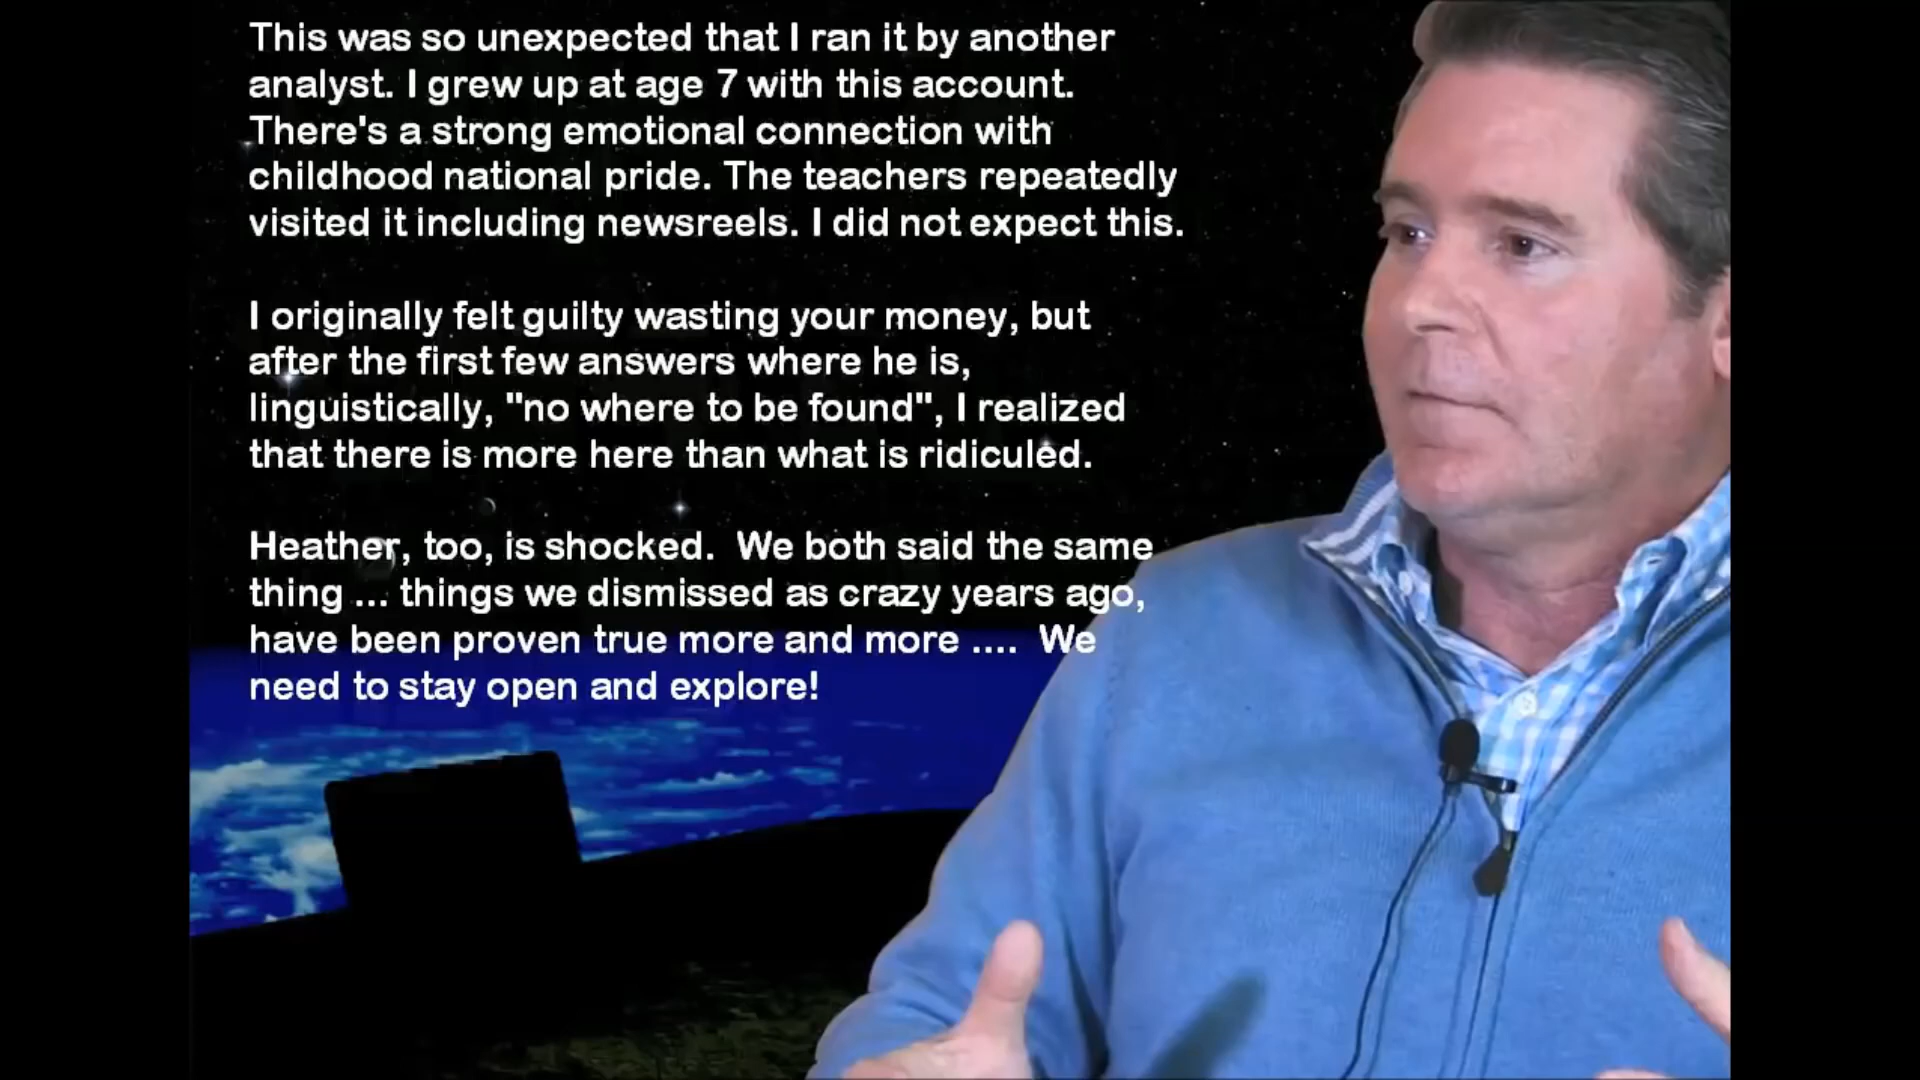 This was so unexpected that I ran it by another
analyst. I grew up at age 7 with this account.
There's a strong emotional connection with
childhood national pride. The teachers repeatedly
visited it including newsreels. I did not expect this.
I originally felt guilty wasting your money, but
after the first few answers where he is,
linguistically, "no where to be found", I realized
that there is more here than what is ridiculed.
Heather, too, is shocked.  We both said the same
thing ... things we dismissed as crazy years ago,
have been proven true more and more ....  We
need to stay open and explore!